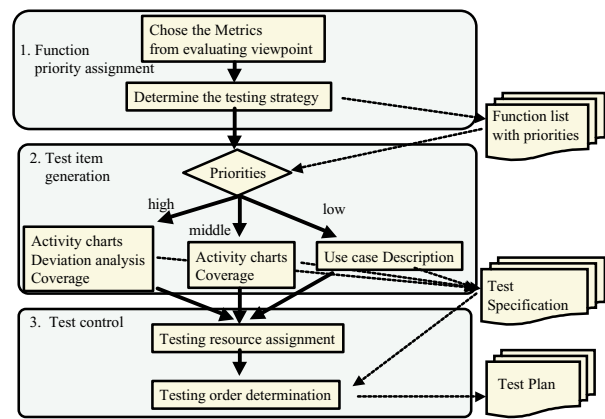 1. Function
priority assignment
Chose the Metrics
from evaluating viewpoint
Determine the testing strategy
Function list
with priorities
2. Test item
generation
Priorities
high
middle
low
Activity charts
Deviation analysis
Coverage
Activity charts
Coverage
Use case Description
Test
Specification
3. Test control
Testing resource assignment
Testing order determination
Test Plan